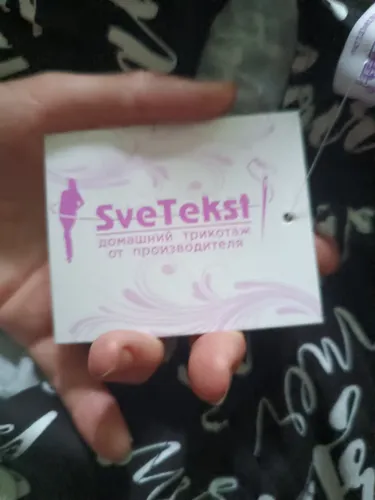 SveTekst
домашний трикотаж
от производителя